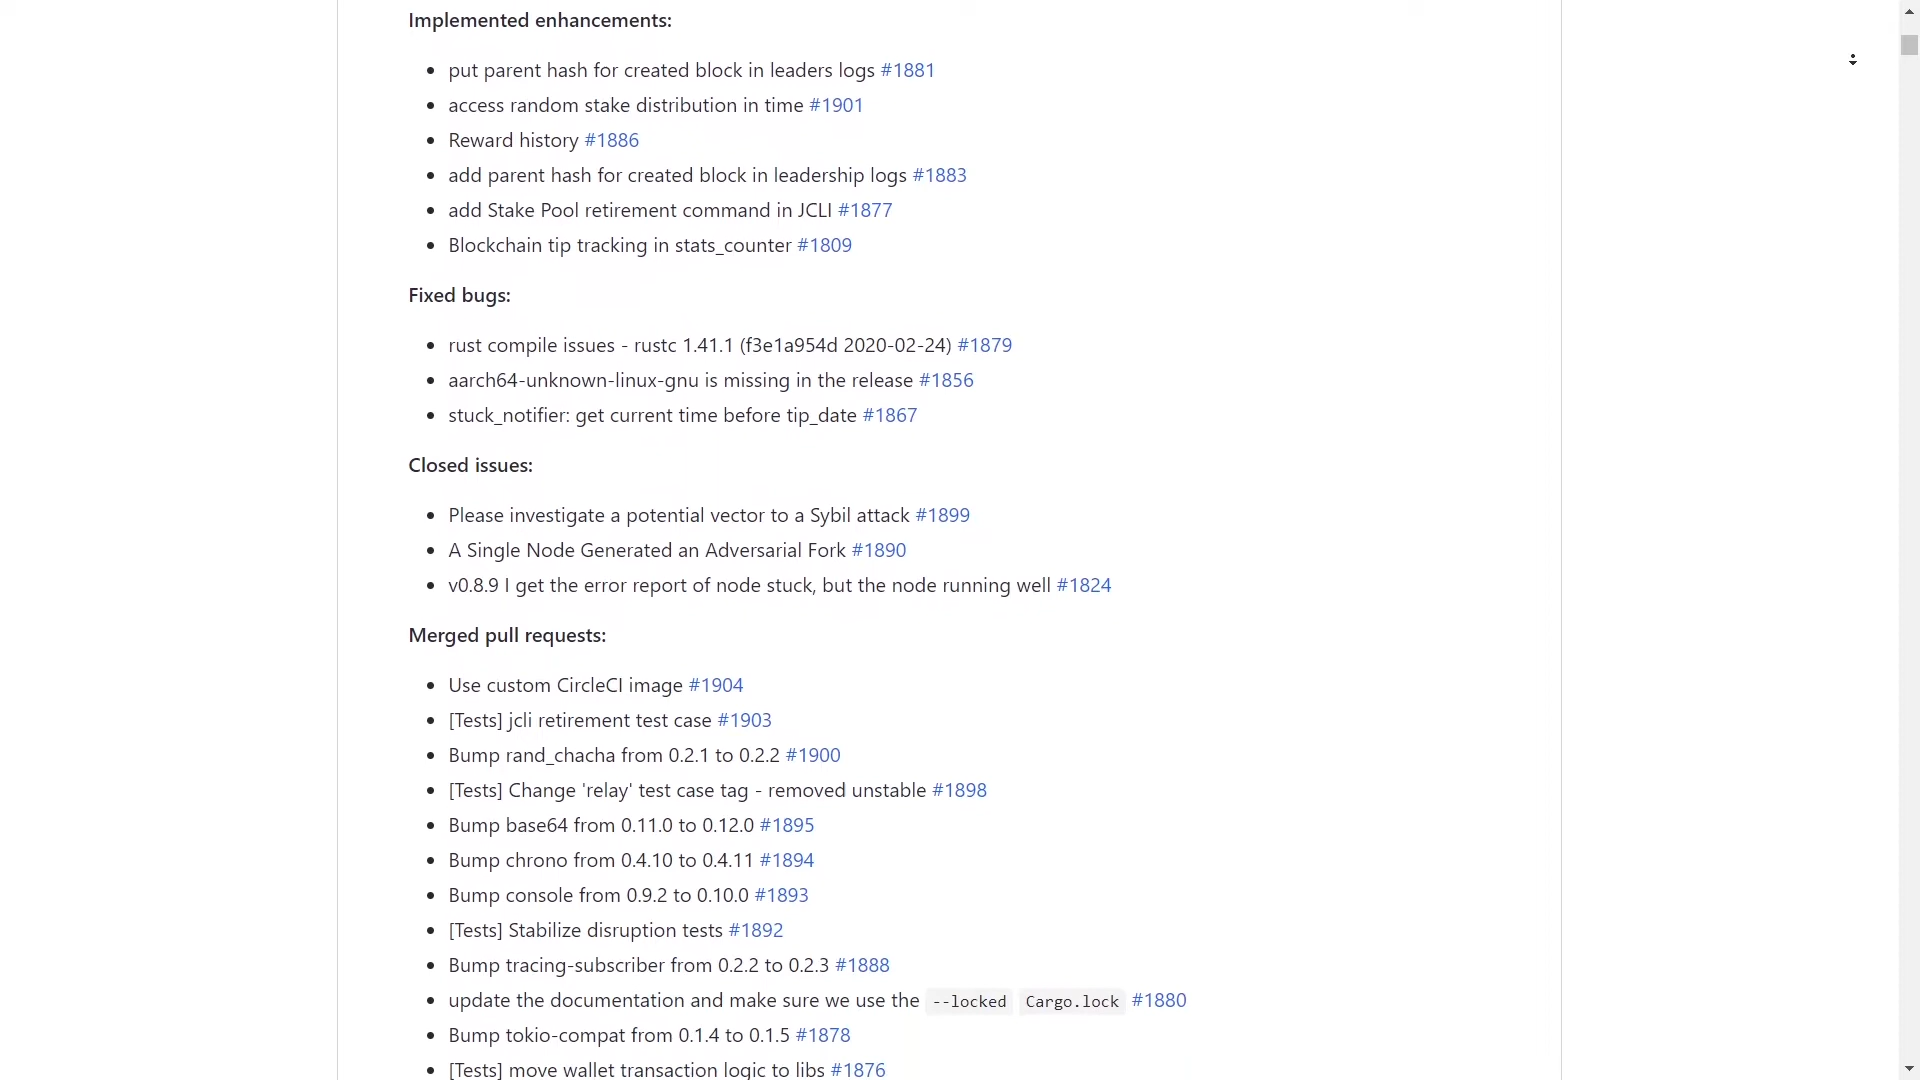 Implemented enhancements:
put parent hash for created block in leaders logs #1881
access random stake distribution in time #1901
Reward history #1886
add parent hash for created block in leadership logs #1883
add Stake Pool retirement command in JCLI #1877
Blockchain tip tracking in stats_counter #1809
Fixed bugs:
rust compile issues - rustc 1.41.1 (f3e1a954d 2020-02-24) #1879
aarch64-unknown-linux-gnu is missing in the release #1856
stuck_notifier: get current time before tip_date #1867
Closed issues:
Please investigate a potential vector to a Sybil attack #1899
A Single Node Generated an Adversarial Fork #1890
v0.8.9 I get the error report of node stuck, but the node running well #1824
Merged pull requests:
Use custom CircleCI image #1904
[Tests] jcli retirement test case #1903
Bump rand_chacha from 0.2.1 to 0.2.2 #1900
[Tests] Change 'relay' test case tag - removed unstable #1898
Bump base64 from 0.11.0 to 0.12.0 #1895
Bump chrono from 0.4.10 to 0.4.11 #1894
Bump console from 0.9.2 to 0.10.0 #1893
[Tests] Stabilize disruption tests #1892
Bump tracing-subscriber from 0.2.2 to 0.2.3 #1888
update the documentation and make sure we use the --locked Cargo.lock #1880
Bump tokio-compat from 0.1.4 to 0.1.5 #1878
[Tests] move wallet transaction logic to libs #1876